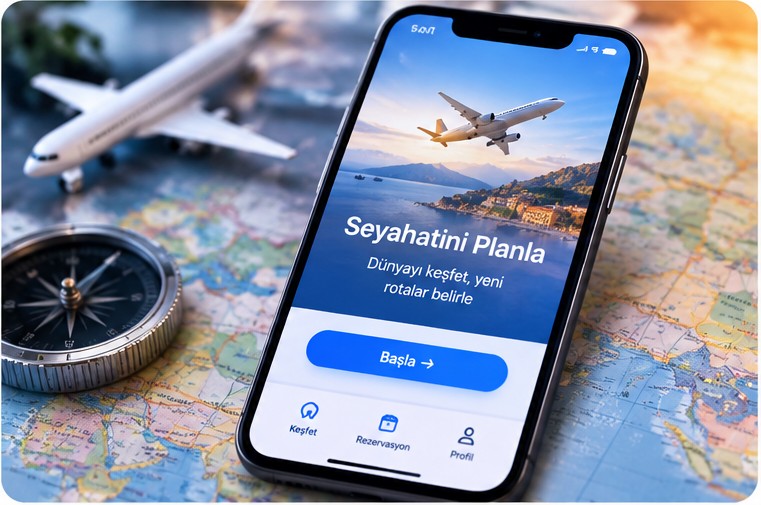 Seyahatini Planla
Dünyayı keşfet, yeni
rotalar belirle
Başla →
Keşfet
Rezervasyon
Profil